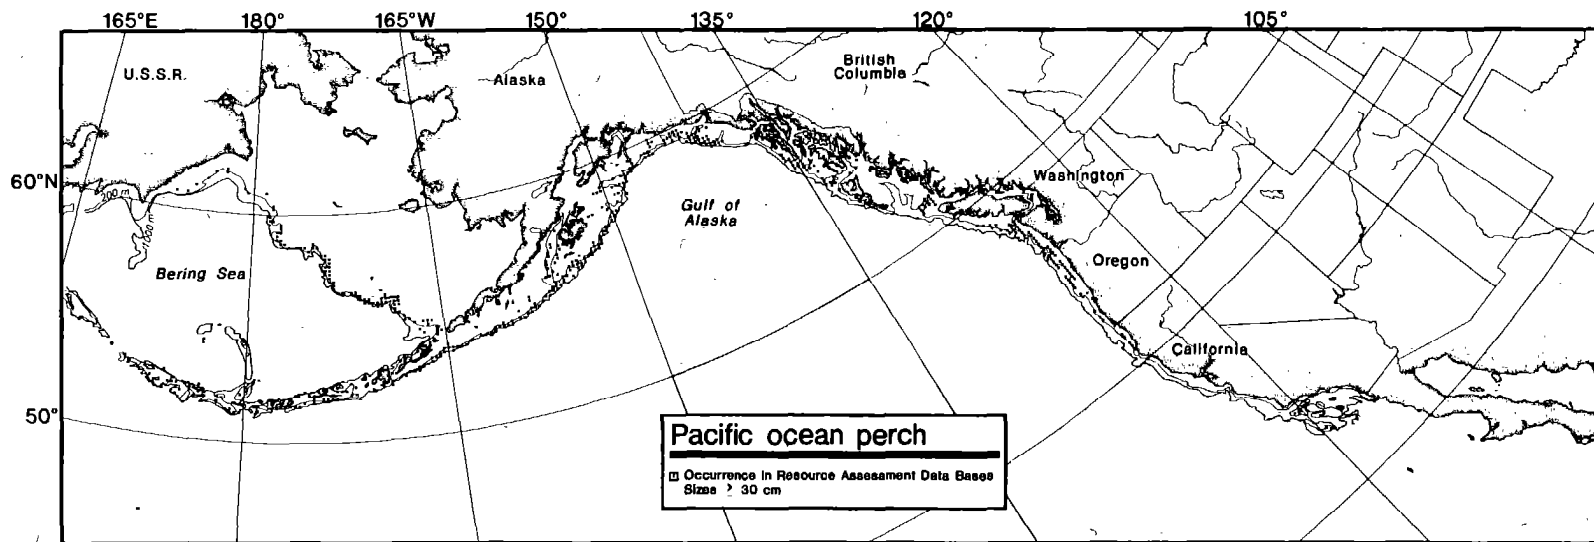 165°E 180° 165°W 150° 135° 120° 105°
U.S.S.R.
Alaska
British
Columbia
60°N
200 m
1000 m
Washington
Gulf of
Alaska
Bering Sea
Oregon
California
50°
Pacific ocean perch
Occurrence in Resource Assessment Data Bases
Sizes ≥ 30 cm